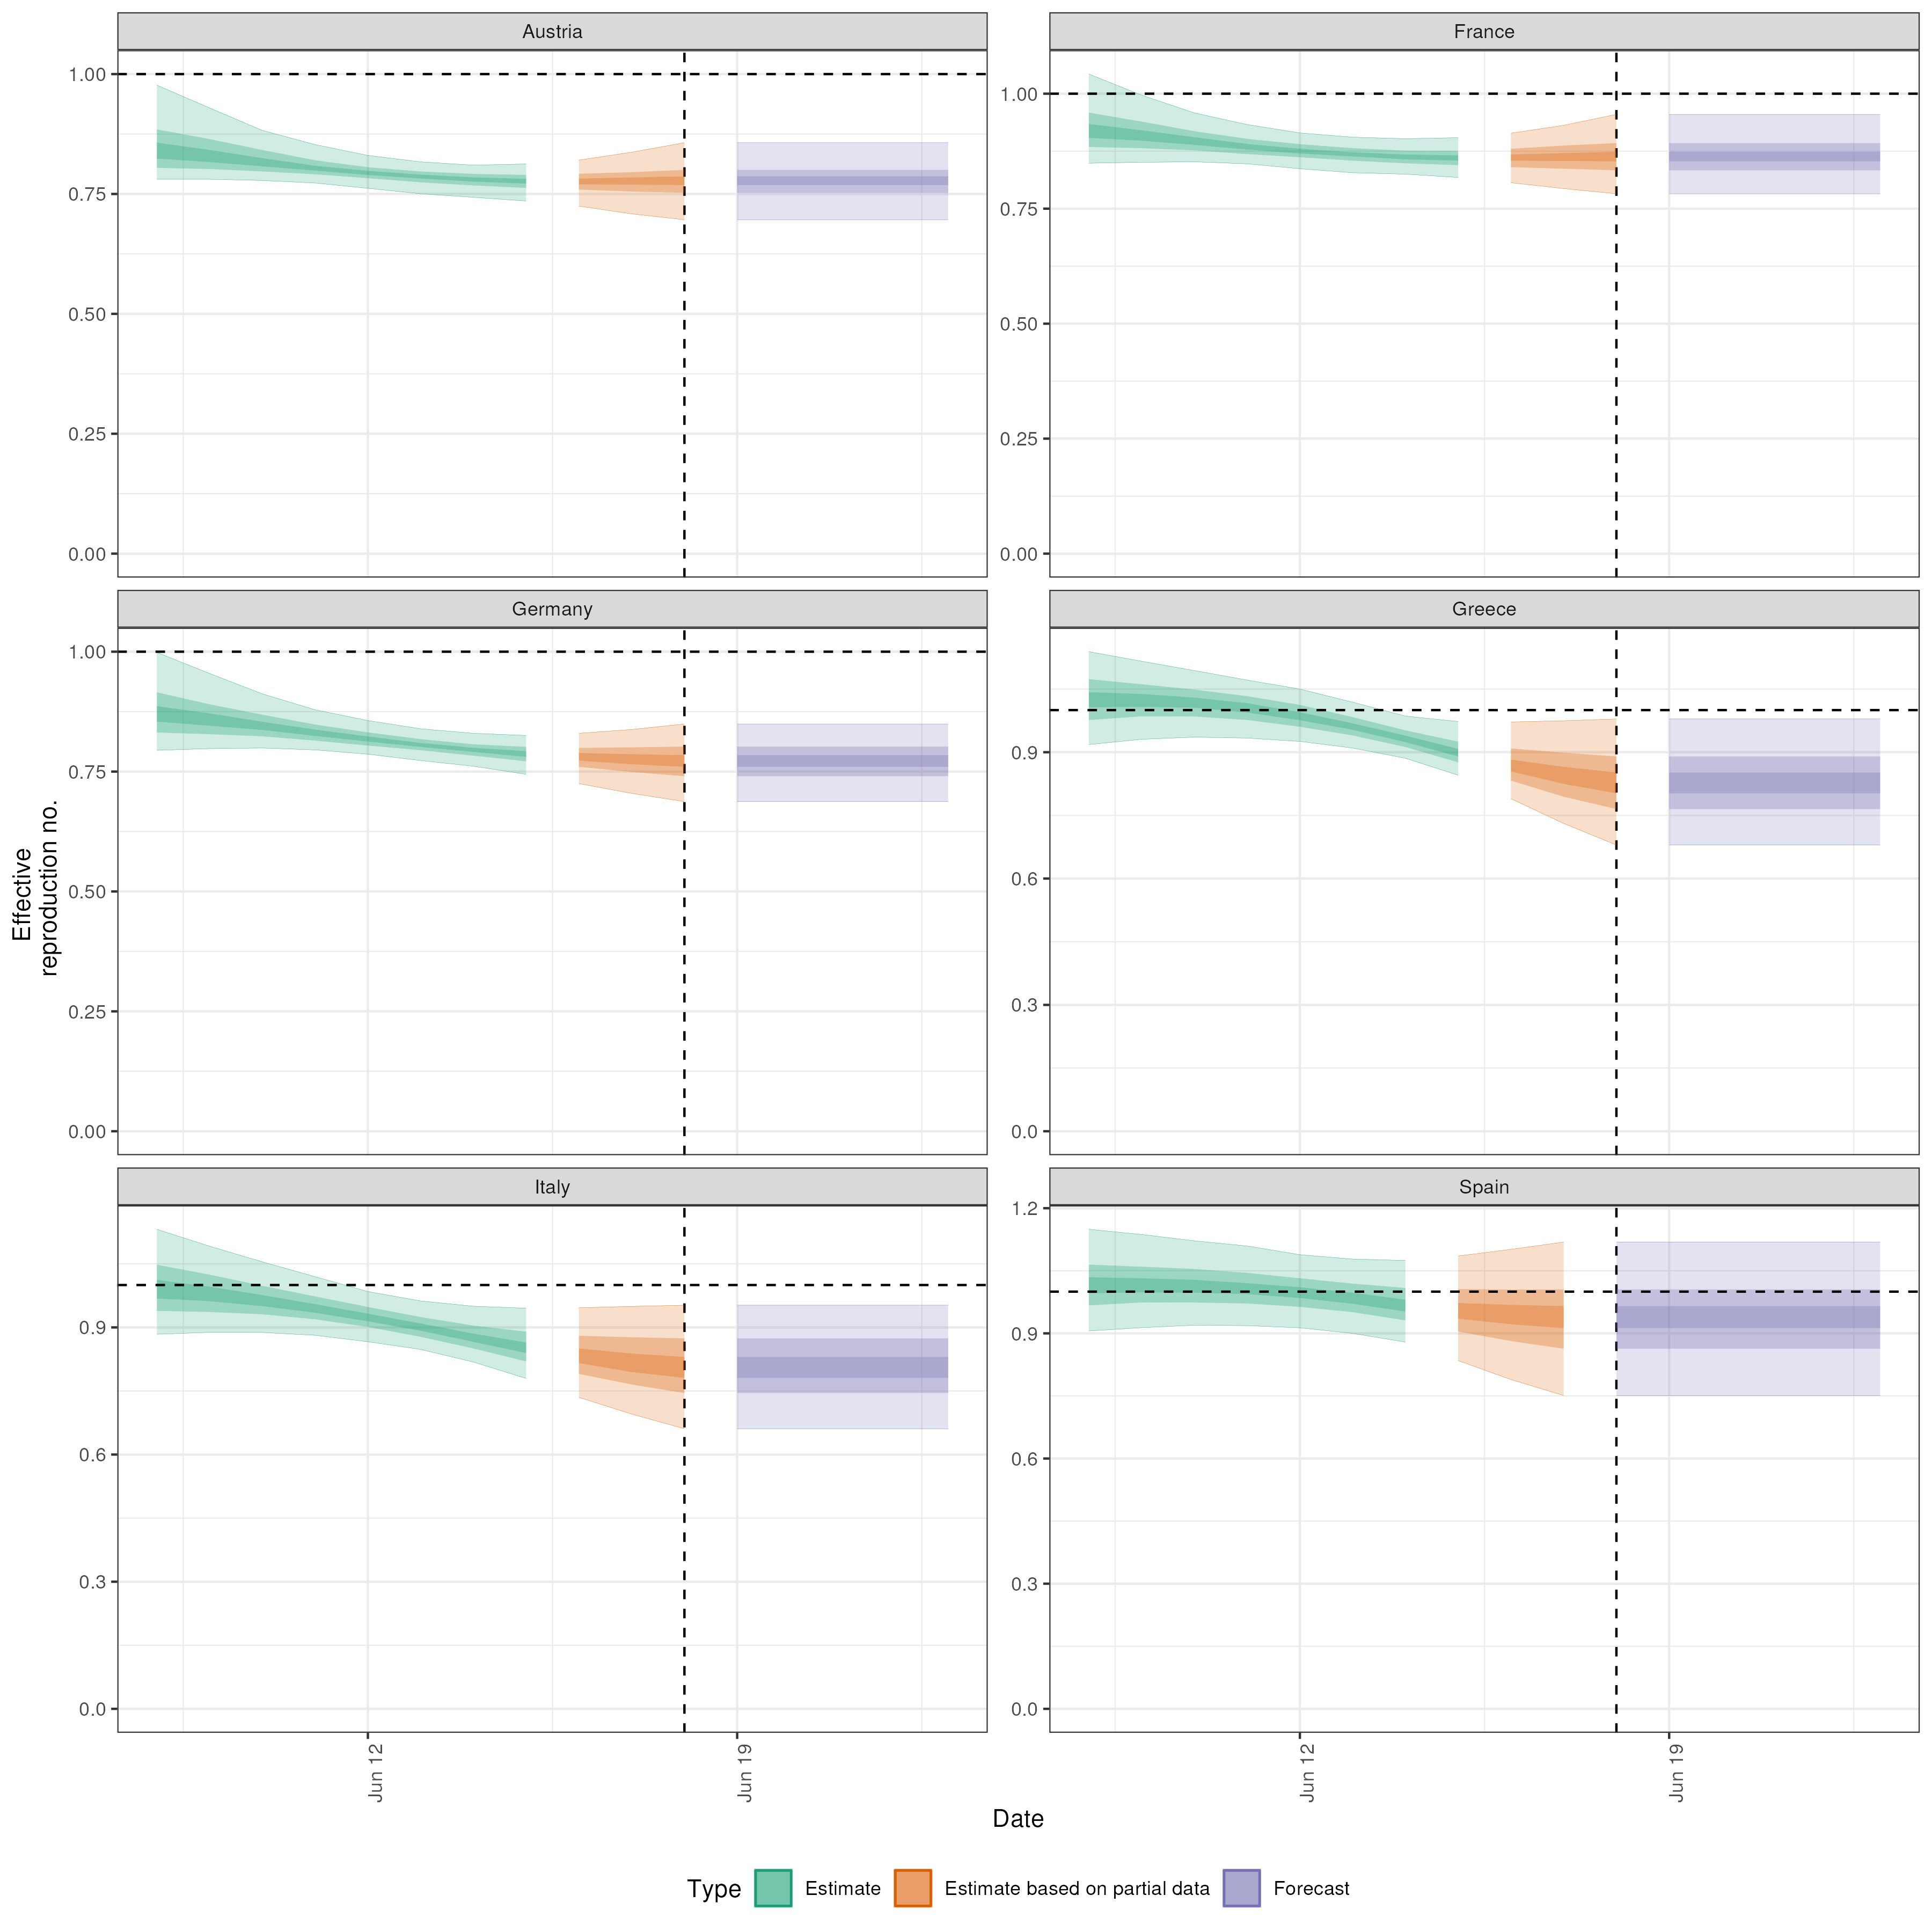 Austria
France
1.00
0.75
0.50
0.25
0.00
1.00
0.75
0.50
0.25
0.00
Germany
Greece
1.00
0.75
0.50
0.25
0.00
0.9
0.6
0.3
0.0
Effective
reproduction no.
Italy
Spain
0.9
0.6
0.3
0.0
1.2
0.9
0.6
0.3
0.0
Jun 12
Jun 19
Jun 12
Jun 19
Date
Type Estimate Estimate based on partial data Forecast